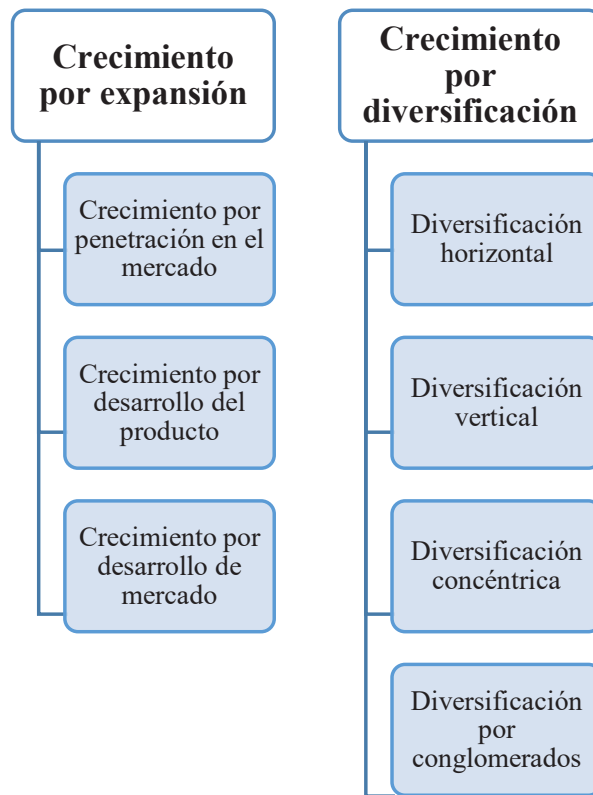 Crecimiento
por expansión
Crecimiento por
penetración en el
mercado
Crecimiento por
desarrollo del
producto
Crecimiento por
desarrollo de
mercado
Crecimiento
por
diversificación
Diversificación
horizontal
Diversificación
vertical
Diversificación
concéntrica
Diversificación
por
conglomerados